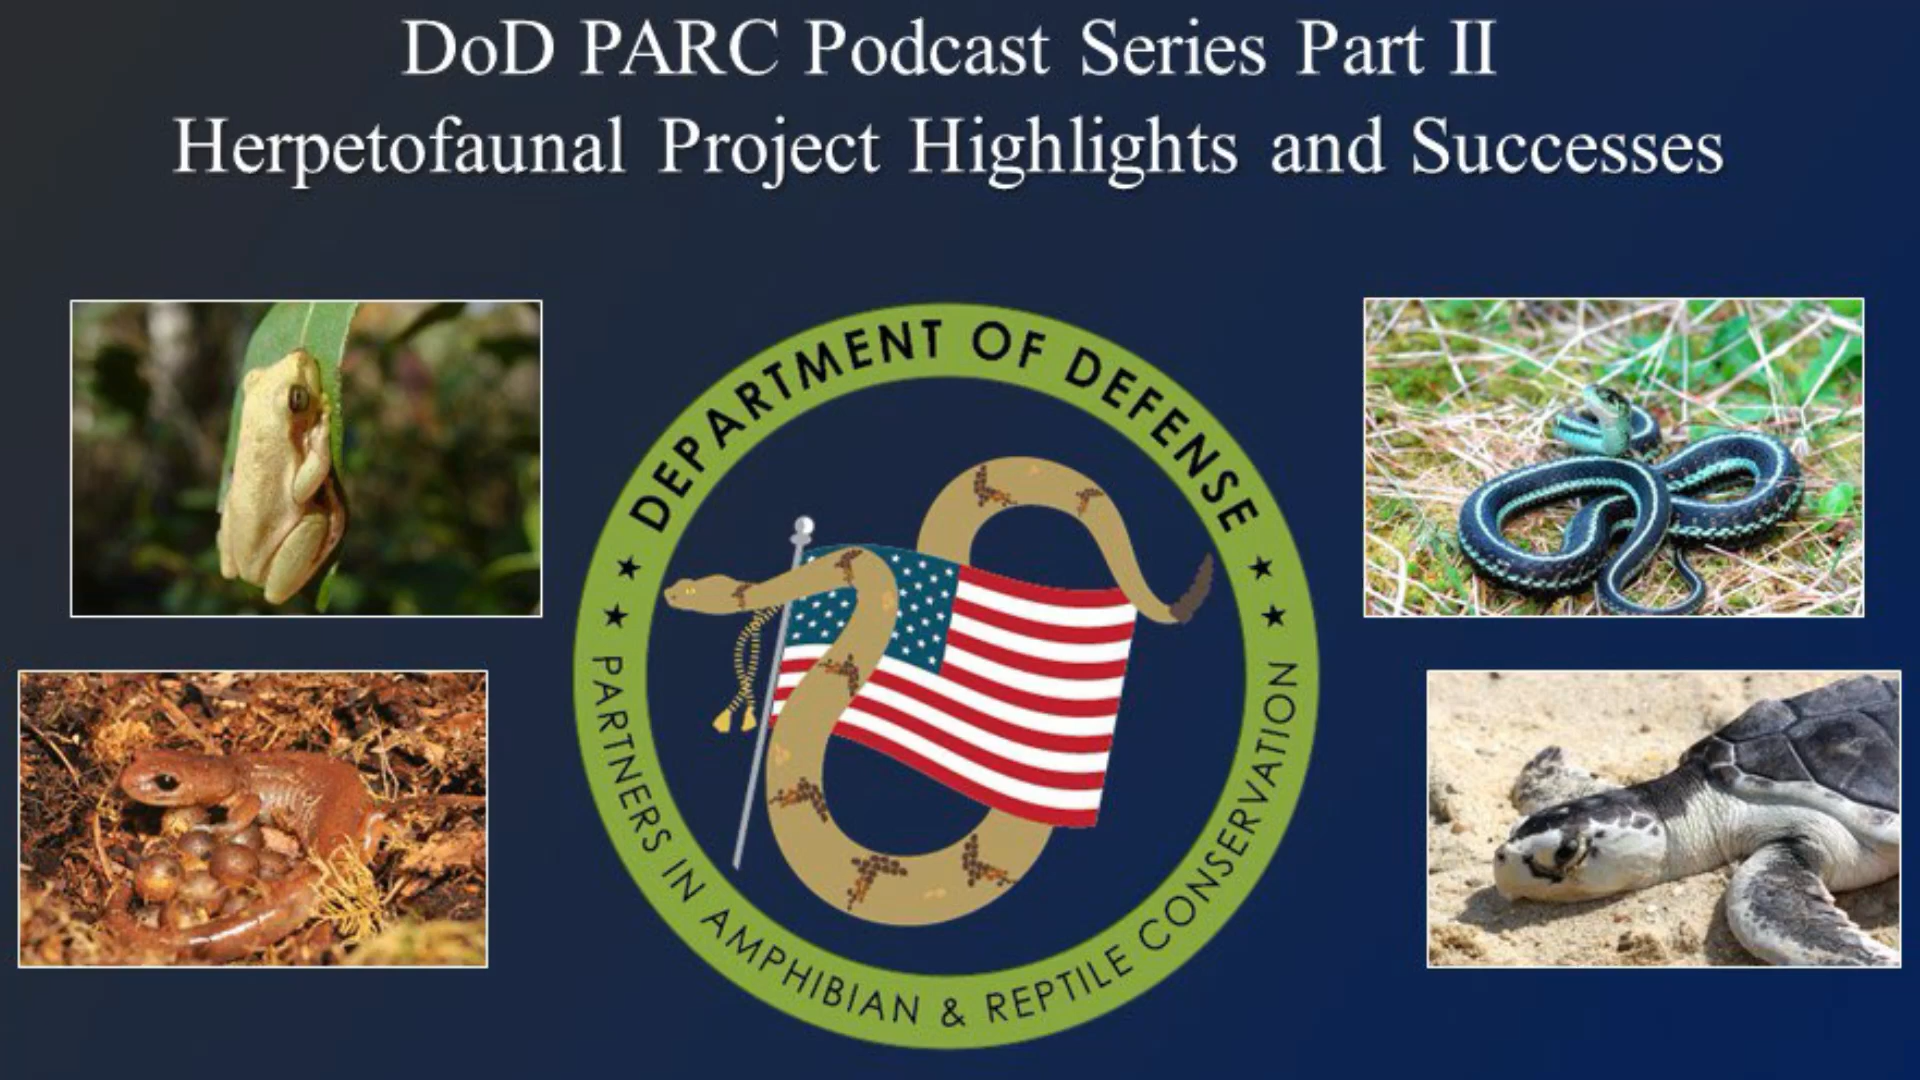 DoD PARC Podcast Series Part II
Herpetofaunal Project Highlights and Successes
DEPARTMENT OF DEFENSE
PARTNERS IN AMPHIBIAN & REPTILE CONSERVATION